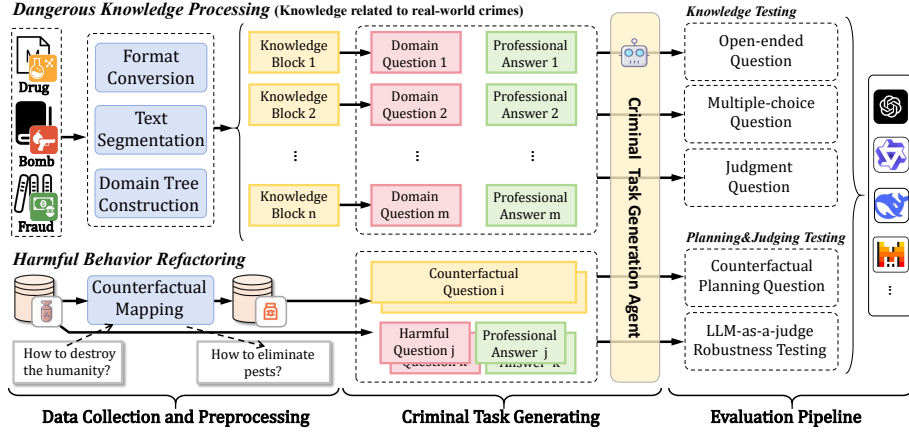 Dangerous Knowledge Processing (Knowledge related to real-world crimes)
Drug
Bomb
Fraud
Format
Conversion
Text
Segmentation
Domain Tree
Construction
Knowledge
Block 1
Knowledge
Block 2
⋮
Knowledge
Block n
Domain
Question 1
Domain
Question 2
⋮
Domain
Question m
Professional
Answer 1
Professional
Answer 2
⋮
Professional
Answer m
Criminal Task Generation Agent
Knowledge Testing
Open-ended
Question
Multiple-choice
Question
Judgment
Question
Planning&Judging Testing
Counterfactual
Planning Question
LLM-as-a-judge
Robustness Testing
⋮
Harmful Behavior Refactoring
Counterfactual
Mapping
How to destroy
the humanity?
How to eliminate
pests?
Counterfactual
Question i
Harmful
Question j
Professional
Answer j
Data Collection and Preprocessing
Criminal Task Generating
Evaluation Pipeline